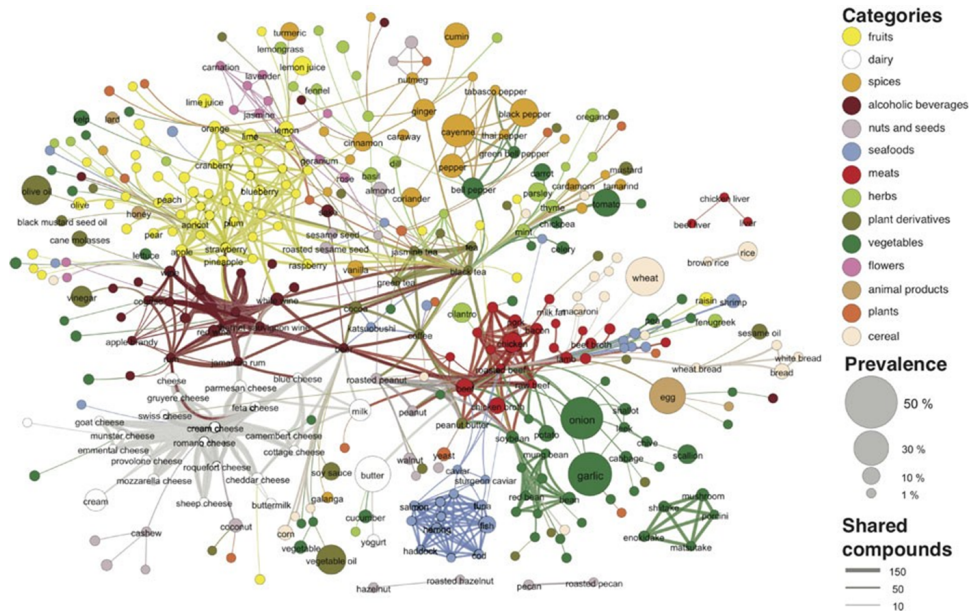 Categories
fruits
dairy
spices
alcoholic beverages
nuts and seeds
seafoods
meats
herbs
plant derivatives
vegetables
flowers
animal products
plants
cereal
Prevalence
50 %
30 %
10 %
1 %
Shared
compounds
150
50
10
turmeric
cumin
lemongrass
carnation
lemon juice
lavender
nutmeg
fennel
tabasco pepper
kelp
lard
lime juice
jasmine
ginger
black pepper
oregano
orange
lime
lemon
cayenne
thai pepper
cinnamon
caraway
green bell pepper
cranberry
geranium
dill
pepper
carrot
mustard
olive oil
blueberry
rose
basil
bell pepper
parsley
cardamom
tamarind
peach
almond
olive
honey
coriander
thyme
tomato
chicken liver
black mustard seed oil
apricot
plum
mint
chickpea
beef liver
liver
cane molasses
pear
sesame seed
jasmine tea
tea
celery
lettuce
apple
strawberry
roasted sesame seed
pineapple
raspberry
vanilla
black tea
brown rice
rice
green tea
wheat
vinegar
white wine
cocoa
cilantro
milk fat
macaroni
raisin
shrimp
katsuobushi
coffee
bacon
fenugreek
apple brandy
chicken
beef broth
sesame oil
rum
jamaican rum
lamb
cheese
blue cheese
roasted peanut
roasted beef
wheat bread
white bread
bread
parmesan cheese
beef
raw beef
gruyere cheese
swiss cheese
feta cheese
milk
peanut
chicken broth
egg
goat cheese
cream cheese
peanut butter
onion
shallot
munster cheese
romano cheese
camembert cheese
soybean
potato
leek
emmental cheese
cottage cheese
chive
provolone cheese
walnut
yeast
mung bean
cabbage
scallion
roquefort cheese
caviar
mozzarella cheese
cheddar cheese
soy sauce
butter
sturgeon caviar
garlic
cream
sheep cheese
buttermilk
galanga
salmon
tuna
red bean
bean
mushroom
shiitake
porcini
cashew
coconut
corn
cucumber
herring
fish
enokidake
vegetable
yogurt
haddock
cod
matsutake
vegetable oil
hazelnut
roasted hazelnut
pecan
roasted pecan